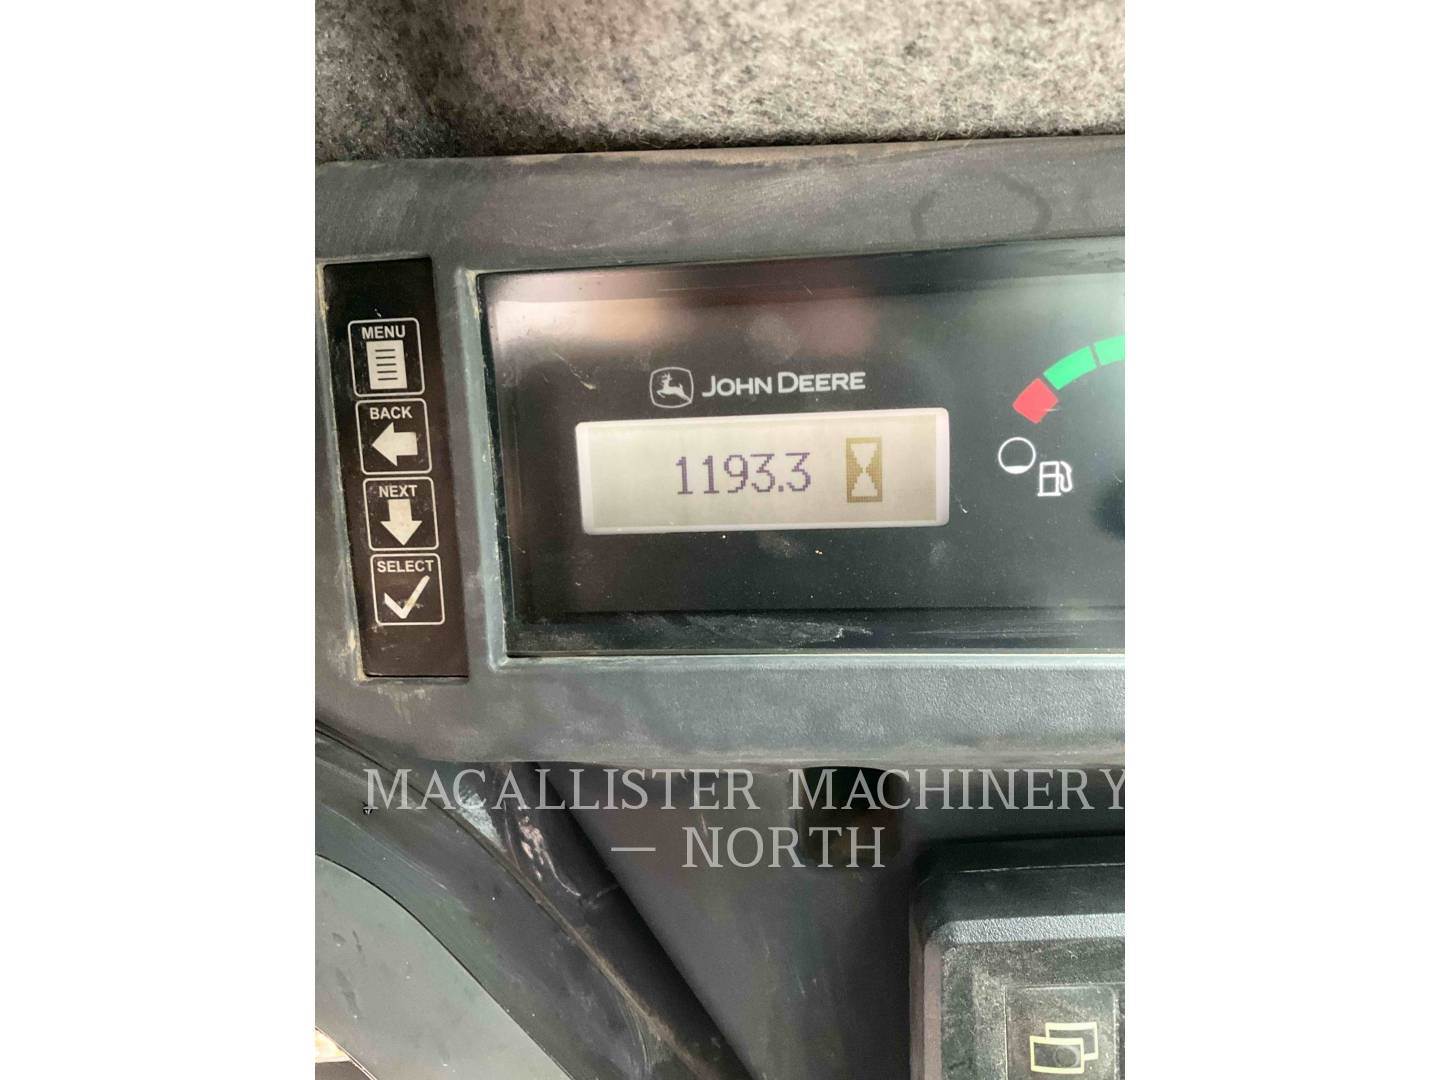 MENU
BACK
NEXT
SELECT
JOHN DEERE
1193.3
MACALLISTER MACHINERY
— NORTH